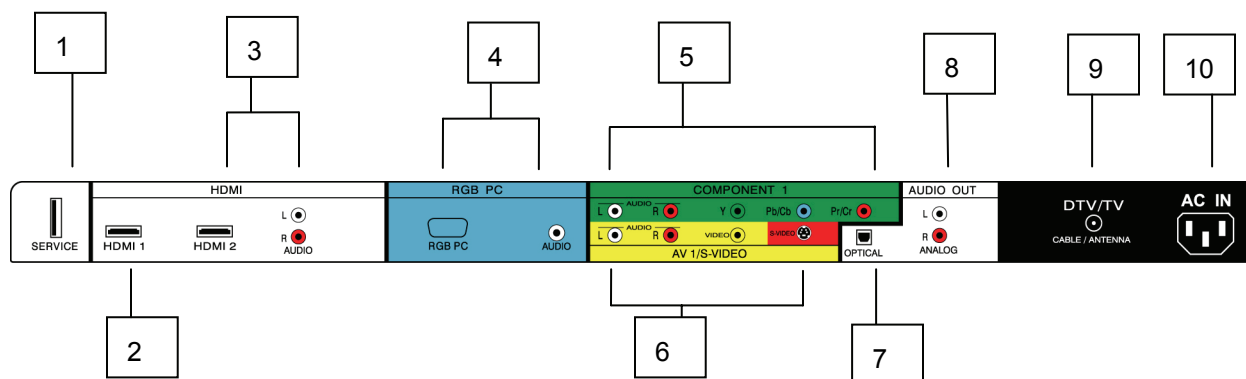 1
3
4
5
8
9
10
HDMI
RGB PC
COMPONENT 1
AUDIO OUT
SERVICE
HDMI 1
HDMI 2
L
R
AUDIO
RGB PC
AUDIO
L AUDIO R Y Pb/Cb Pr/Cr
L AUDIO R VIDEO S-VIDEO
AV 1/S-VIDEO
OPTICAL
L
R
ANALOG
DTV/TV
CABLE / ANTENNA
AC IN
2
6
7